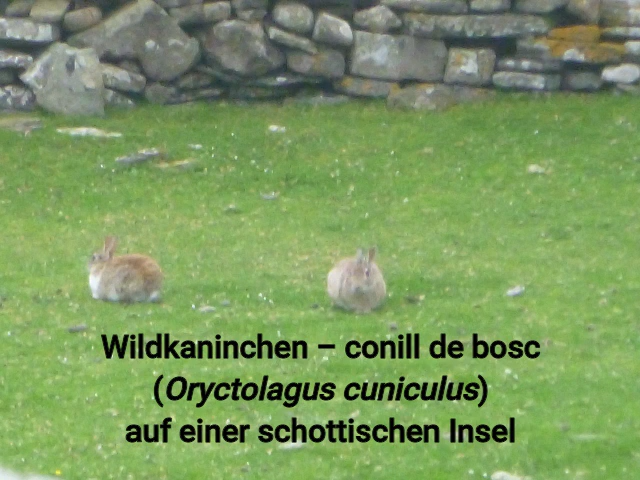 Wildkaninchen – conill de bosc
(Oryctolagus cuniculus)
auf einer schottischen Insel